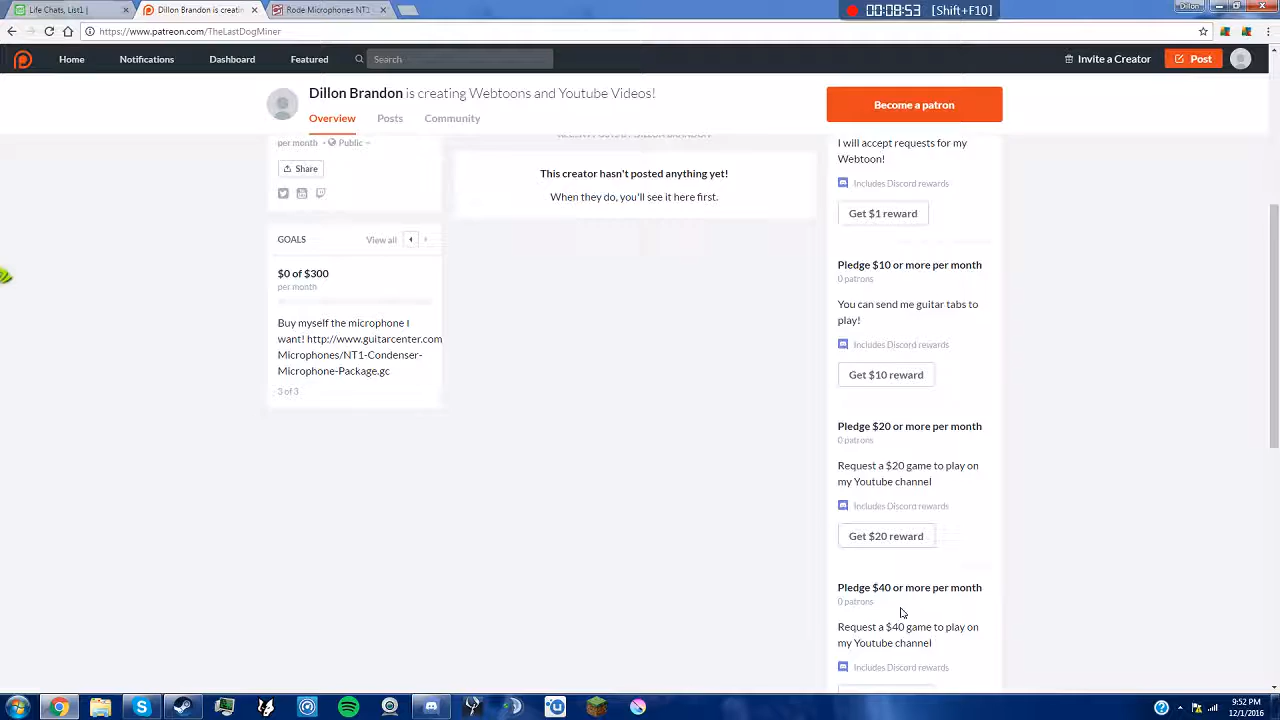 Life Chats, List1 |
Dillon Brandon is creatin
Rode Microphones NT1
00:08:53 [Shift+F10]
Dillon
https://www.patreon.com/TheLastDogMiner
Home
Notifications
Dashboard
Featured
Search
Invite a Creator
Post
Dillon Brandon is creating Webtoons and Youtube Videos!
Become a patron
Overview
Posts
Community
per month
Public
Share
GOALS
View all
$0 of $300
per month
Buy myself the microphone I
want! http://www.guitarcenter.com
Microphones/NT1-Condenser-
Microphone-Package.gc
3 of 3
This creator hasn't posted anything yet!
When they do, you'll see it here first.
I will accept requests for my
Webtoon!
Includes Discord rewards
Get $1 reward
Pledge $10 or more per month
0 patrons
You can send me guitar tabs to
play!
Includes Discord rewards
Get $10 reward
Pledge $20 or more per month
0 patrons
Request a $20 game to play on
my Youtube channel
Includes Discord rewards
Get $20 reward
Pledge $40 or more per month
0 patrons
Request a $40 game to play on
my Youtube channel
Includes Discord rewards
9:52 PM
12/1/2016